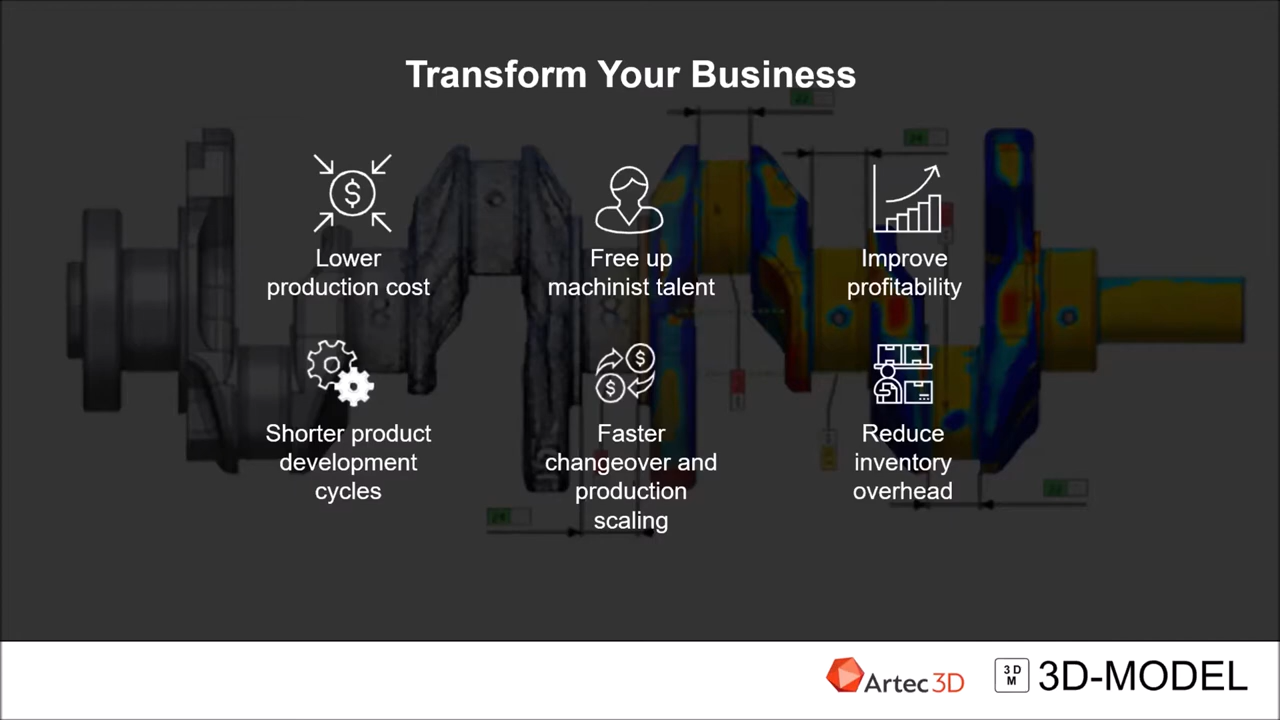 Transform Your Business
Lower
production cost
Free up
machinist talent
Improve
profitability
Shorter product
development
cycles
Faster
changeover and
production
scaling
Reduce
inventory
overhead
Artec 3D
3 D
M
3D-MODEL